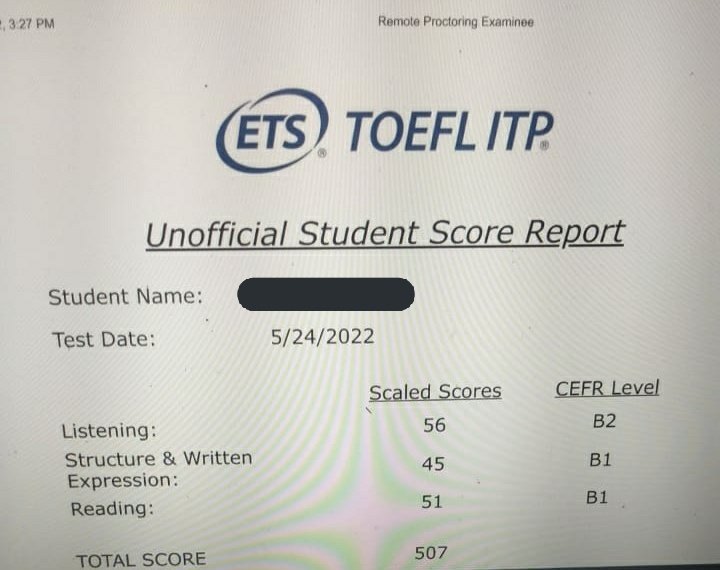 , 3:27 PM Remote Proctoring Examinee
ETS® TOEFL ITP®
Unofficial Student Score Report
Student Name:
Test Date: 5/24/2022
Scaled Scores CEFR Level
Listening: 56 B2
Structure & Written
Expression: 45 B1
Reading: 51 B1
TOTAL SCORE 507